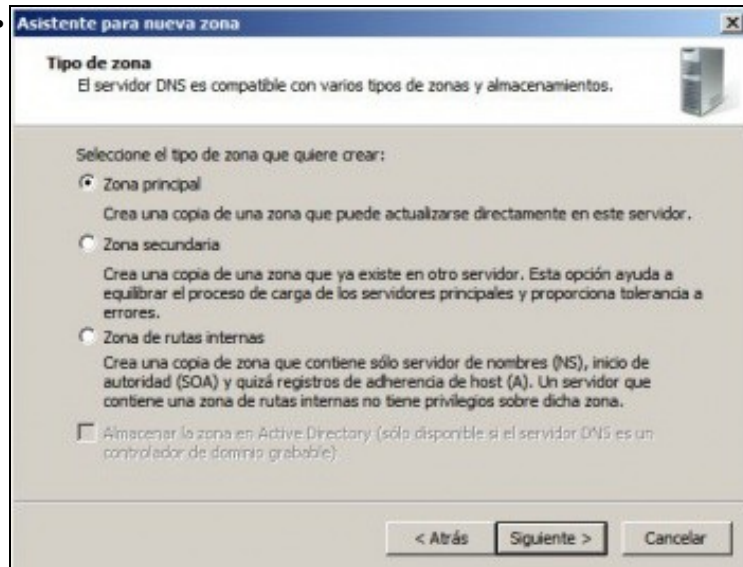 Asistente para nueva zona
Tipo de zona
El servidor DNS es compatible con varios tipos de zonas y almacenamientos.
Seleccione el tipo de zona que quiere crear:
Zona principal
Crea una copia de una zona que puede actualizarse directamente en este servidor.
Zona secundaria
Crea una copia de una zona que ya existe en otro servidor. Esta opción ayuda a
equilibrar el proceso de carga de los servidores principales y proporciona tolerancia a
errores.
Zona de rutas internas
Crea una copia de zona que contiene sólo servidor de nombres (NS), inicio de
autoridad (SOA) y quizá registros de adherencia de host (A). Un servidor que
contiene una zona de rutas internas no tiene privilegios sobre dicha zona.
Almacenar la zona en Active Directory (sólo disponible si el servidor DNS es un
controlador de dominio grabable)
< Atrás Siguiente > Cancelar